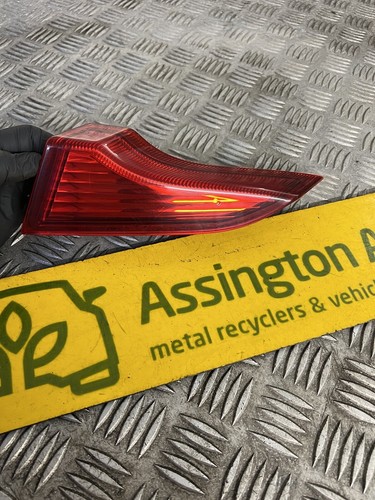 Assington A
metal recyclers & vehic